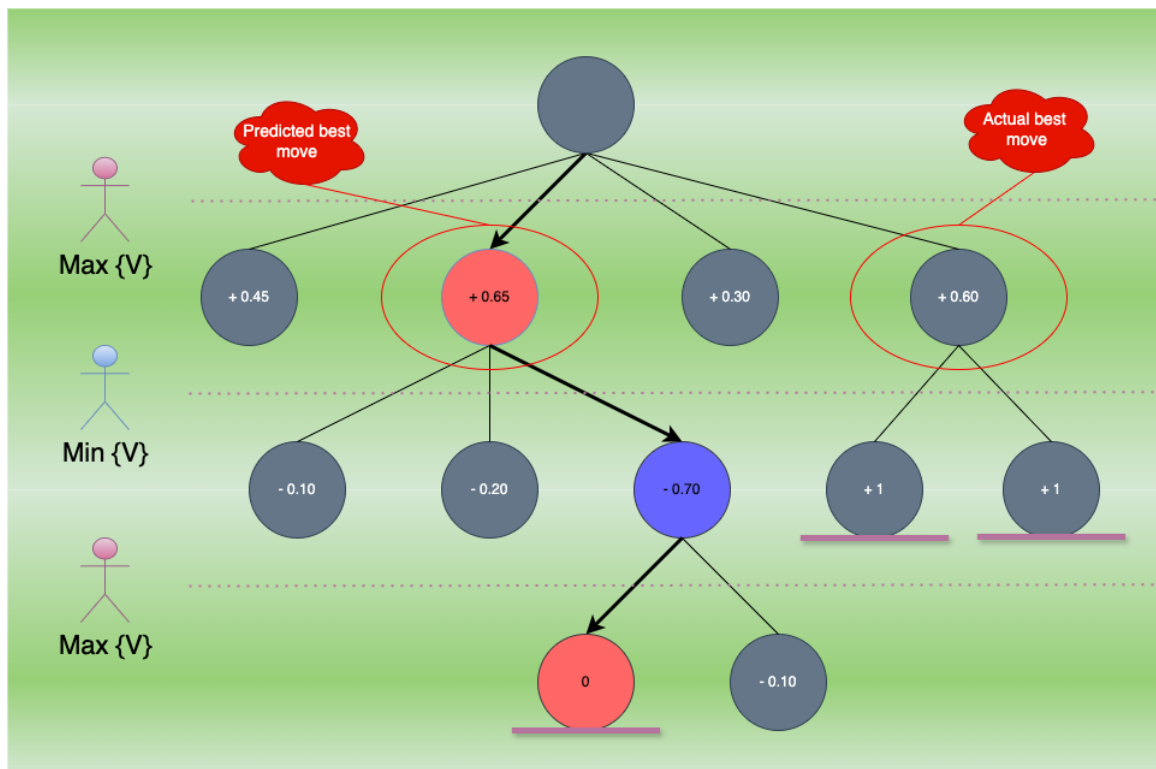 Predicted best
move
Actual best
move
Max {V}
+ 0.45
+ 0.65
+ 0.30
+ 0.60
Min {V}
- 0.10
- 0.20
- 0.70
+ 1
+ 1
Max {V}
0
- 0.10